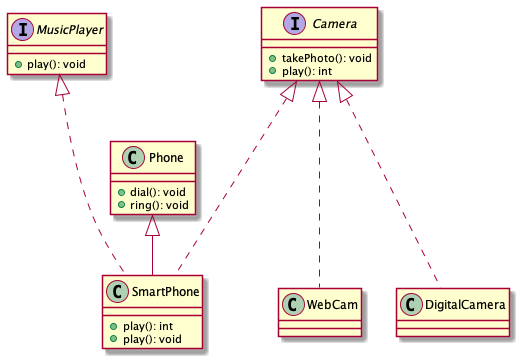 I MusicPlayer
play(): void
I Camera
takePhoto(): void
play(): int
C Phone
dial(): void
ring(): void
C SmartPhone
play(): int
play(): void
C WebCam
C DigitalCamera